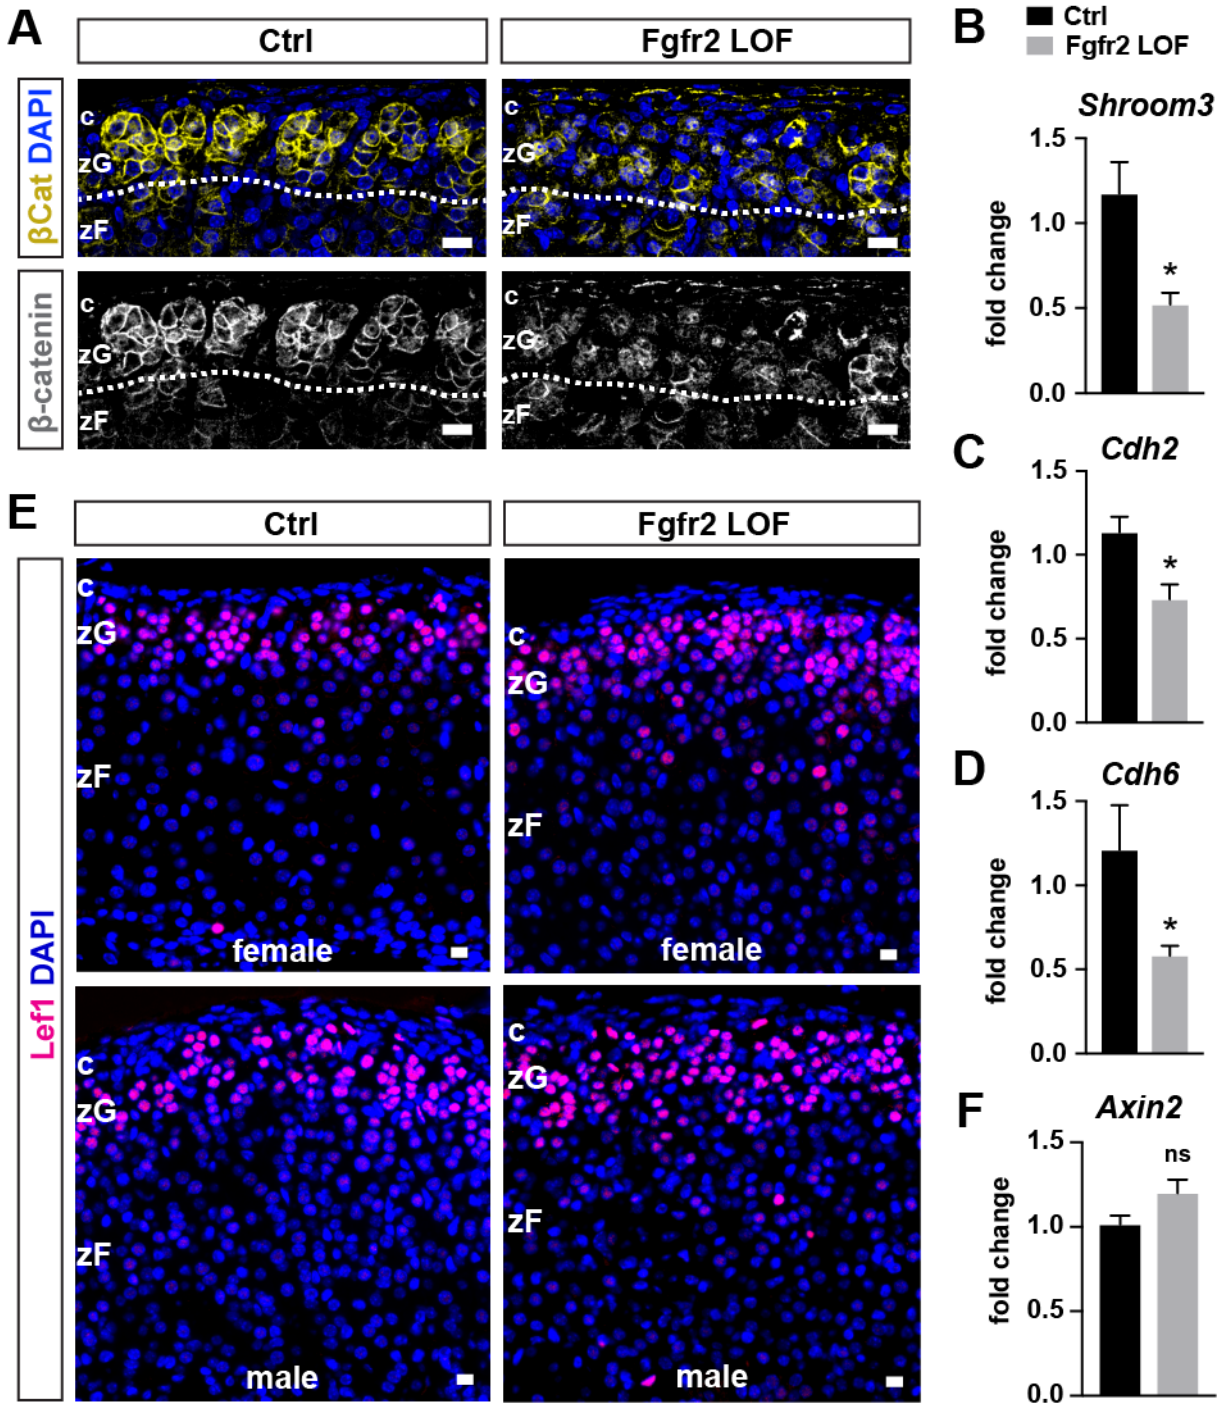 A
Ctrl
Fgfr2 LOF
βCat DAPI
c
zG
zF
c
zG
zF
β-catenin
c
zG
zF
c
zG
zF
B
Ctrl
Fgfr2 LOF
Shroom3
fold change
1.5
1.0
0.5
0.0
*
C
Cdh2
fold change
1.5
1.0
0.5
0.0
*
D
Cdh6
fold change
1.5
1.0
0.5
0.0
*
E
Ctrl
Fgfr2 LOF
Lef1 DAPI
c
zG
zF
female
c
zG
zF
female
c
zG
zF
male
c
zG
zF
male
F
Axin2
fold change
1.5
1.0
0.5
0.0
ns